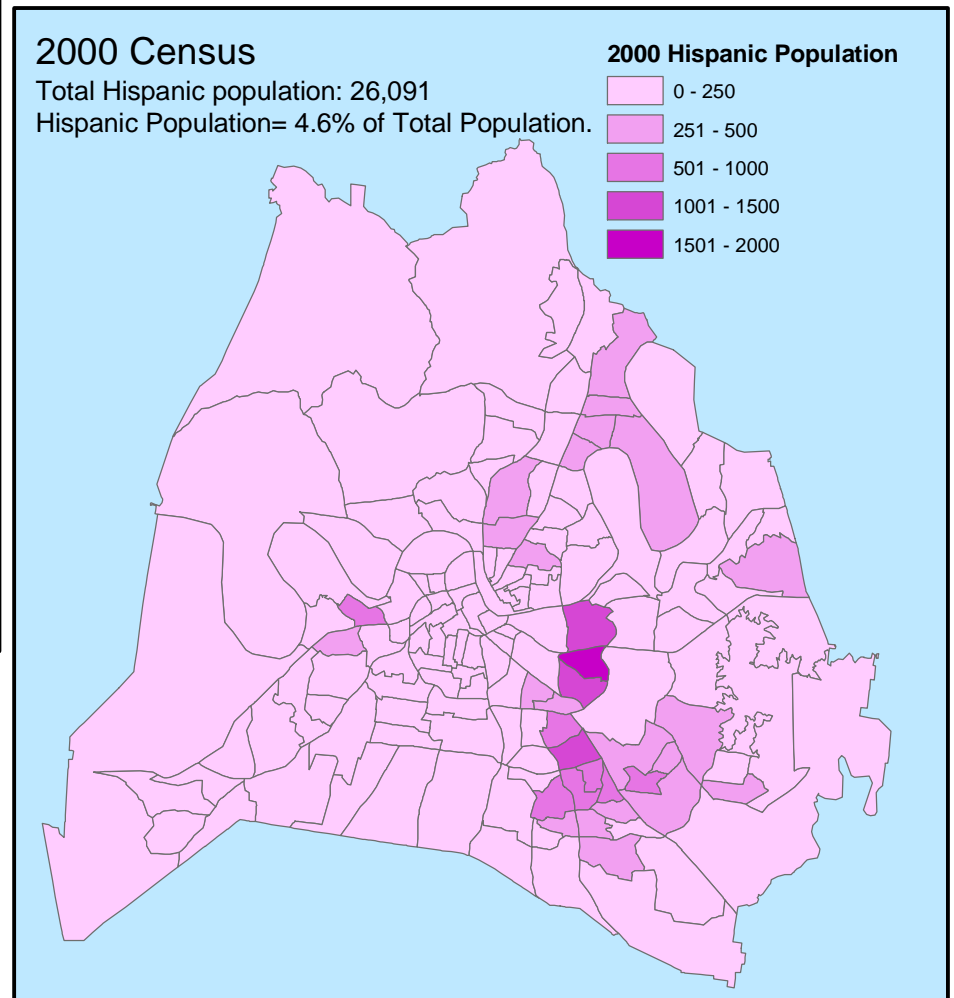 2000 Census
Total Hispanic population: 26,091
Hispanic Population= 4.6% of Total Population.
2000 Hispanic Population
0 - 250
251 - 500
501 - 1000
1001 - 1500
1501 - 2000